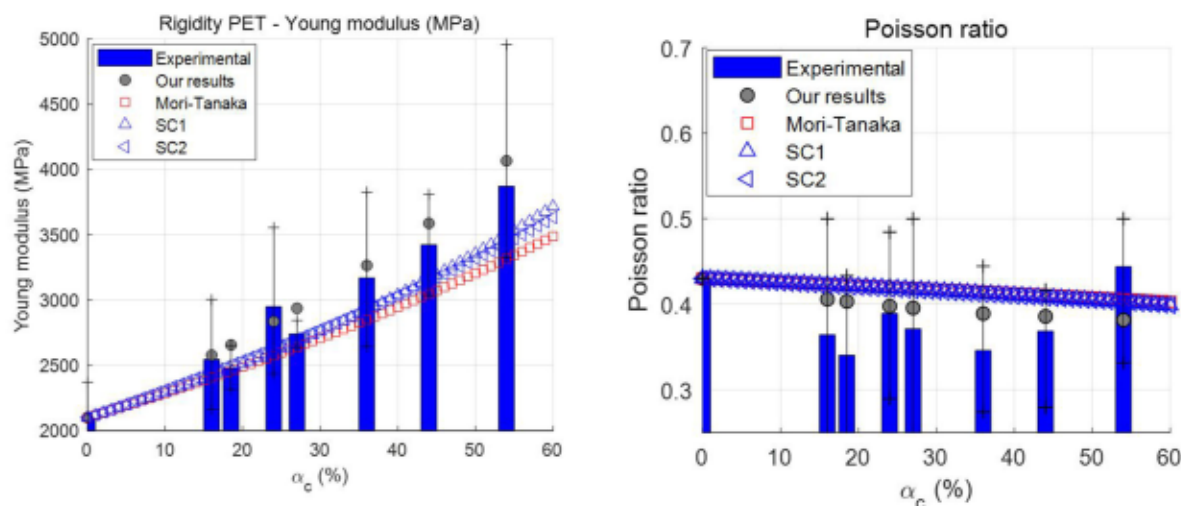 Rigidity PET - Young modulus (MPa)
5000
4500
4000
3500
3000
2500
2000
Young modulus (MPa)
Experimental
Our results
Mori-Tanaka
SC1
SC2
0 10 20 30 40 50 60
α_c (%)
Poisson ratio
0.7
0.6
0.5
0.4
0.3
Poisson ratio
Experimental
Our results
Mori-Tanaka
SC1
SC2
0 10 20 30 40 50 60
α_c (%)